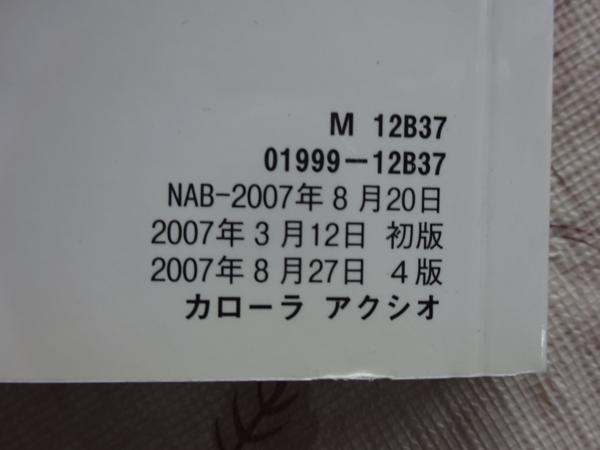 M 12B37
01999-12B37
NAB-2007年8月20日
2007年3月12日 初版
2007年8月27日 4版
カローラ アクシオ